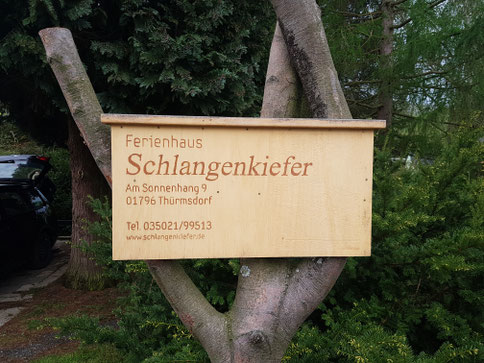 Ferienhaus
Schlangenkiefer
Am Sonnenhang 9
01796 Thürmsdorf
Tel. 035021/99513
www.schlangenkiefer.de